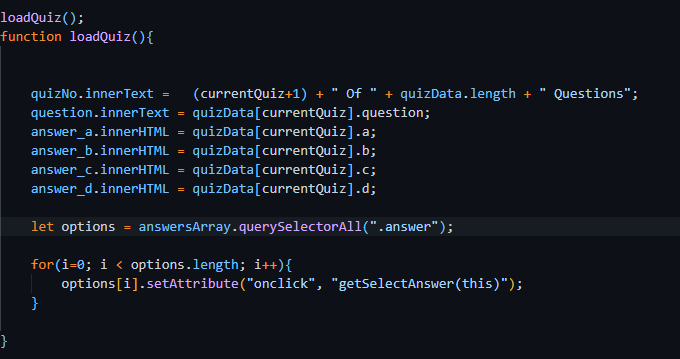 loadQuiz();
function loadQuiz(){
quizNo.innerText =   (currentQuiz+1) + " Of " + quizData.length + " Questions";
question.innerText = quizData[currentQuiz].question;
answer_a.innerHTML = quizData[currentQuiz].a;
answer_b.innerHTML = quizData[currentQuiz].b;
answer_c.innerHTML = quizData[currentQuiz].c;
answer_d.innerHTML = quizData[currentQuiz].d;
let options = answersArray.querySelectorAll(".answer");
for(i=0; i < options.length; i++){
options[i].setAttribute("onclick", "getSelectAnswer(this)");
}
}